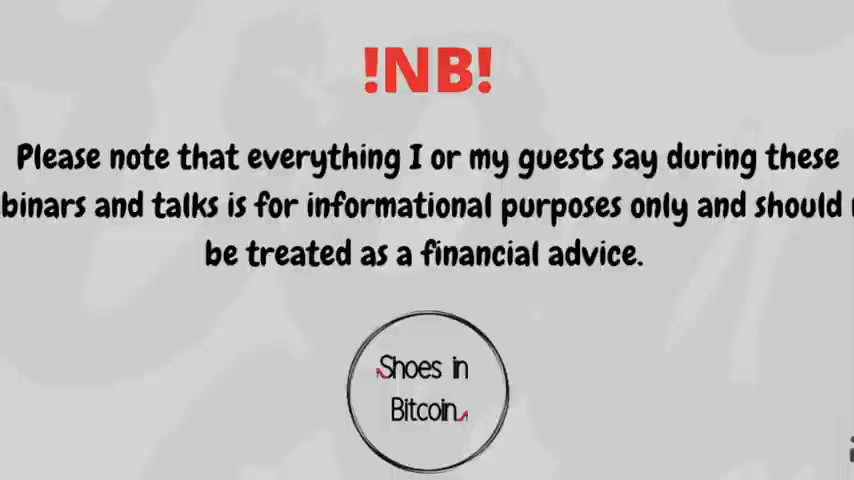 !NB!
Please note that everything I or my guests say during these
binars and talks is for informational purposes only and should
be treated as a financial advice.
Shoes in
Bitcoin